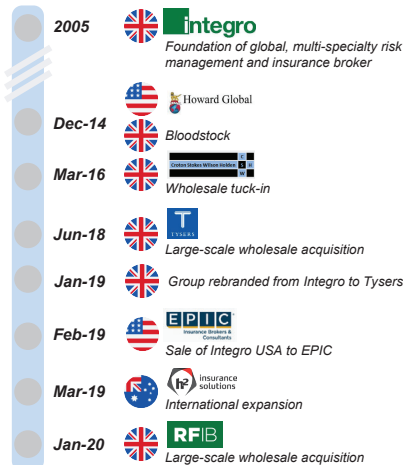 2005
integro
Foundation of global, multi-specialty risk
management and insurance broker
Howard Global
Dec-14
Bloodstock
Mar-16
C
Croton Stokes Wilson Holden S H
W
Wholesale tuck-in
Jun-18
T
TYSERS
Large-scale wholesale acquisition
Jan-19
Group rebranded from Integro to Tysers
Feb-19
EPIC
Insurance Brokers &
Consultants
Sale of Integro USA to EPIC
Mar-19
h2 insurance
solutions
International expansion
Jan-20
RFIB
Large-scale wholesale acquisition